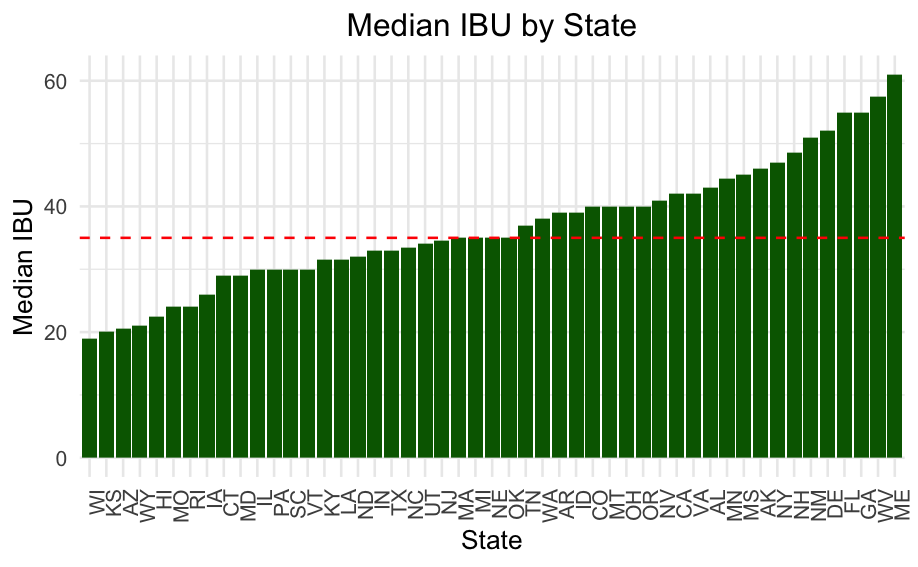 Median IBU by State
Median IBU
60
40
20
0
WI KS AZ WY HI MO RI IA CT MD IL PA SC VT KY LA ND IN TX NC UT NJ MA MI NE OK TN WA AR ID CO MT OH OR NV CA VA AL MN MS AK NY NH NM DE FL GA WV ME
State